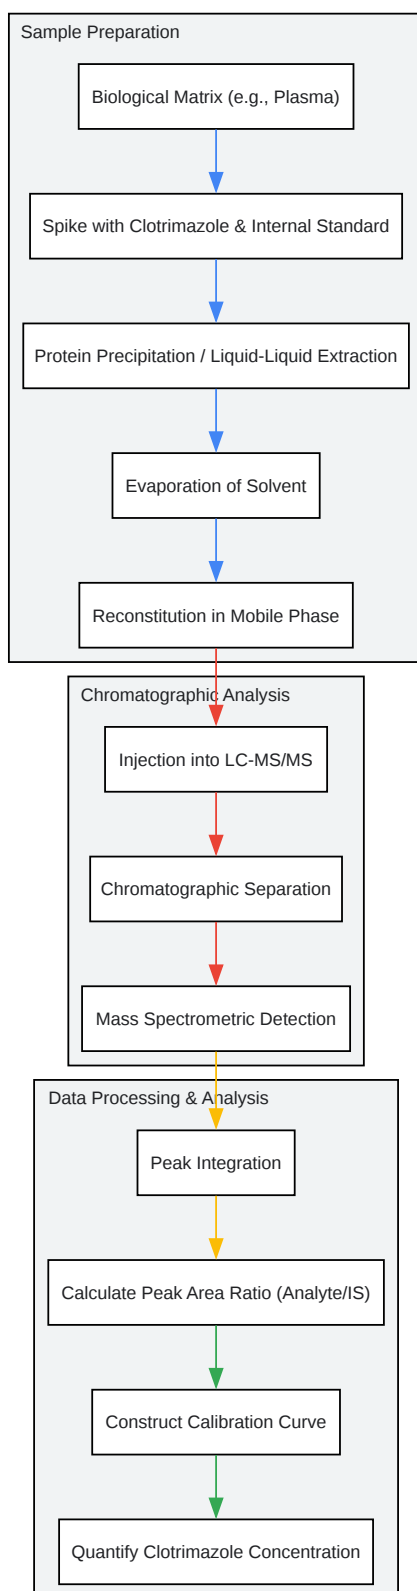 Sample Preparation
Biological Matrix (e.g., Plasma)
Spike with Clotrimazole & Internal Standard
Protein Precipitation / Liquid-Liquid Extraction
Evaporation of Solvent
Reconstitution in Mobile Phase
Chromatographic Analysis
Injection into LC-MS/MS
Chromatographic Separation
Mass Spectrometric Detection
Data Processing & Analysis
Peak Integration
Calculate Peak Area Ratio (Analyte/IS)
Construct Calibration Curve
Quantify Clotrimazole Concentration